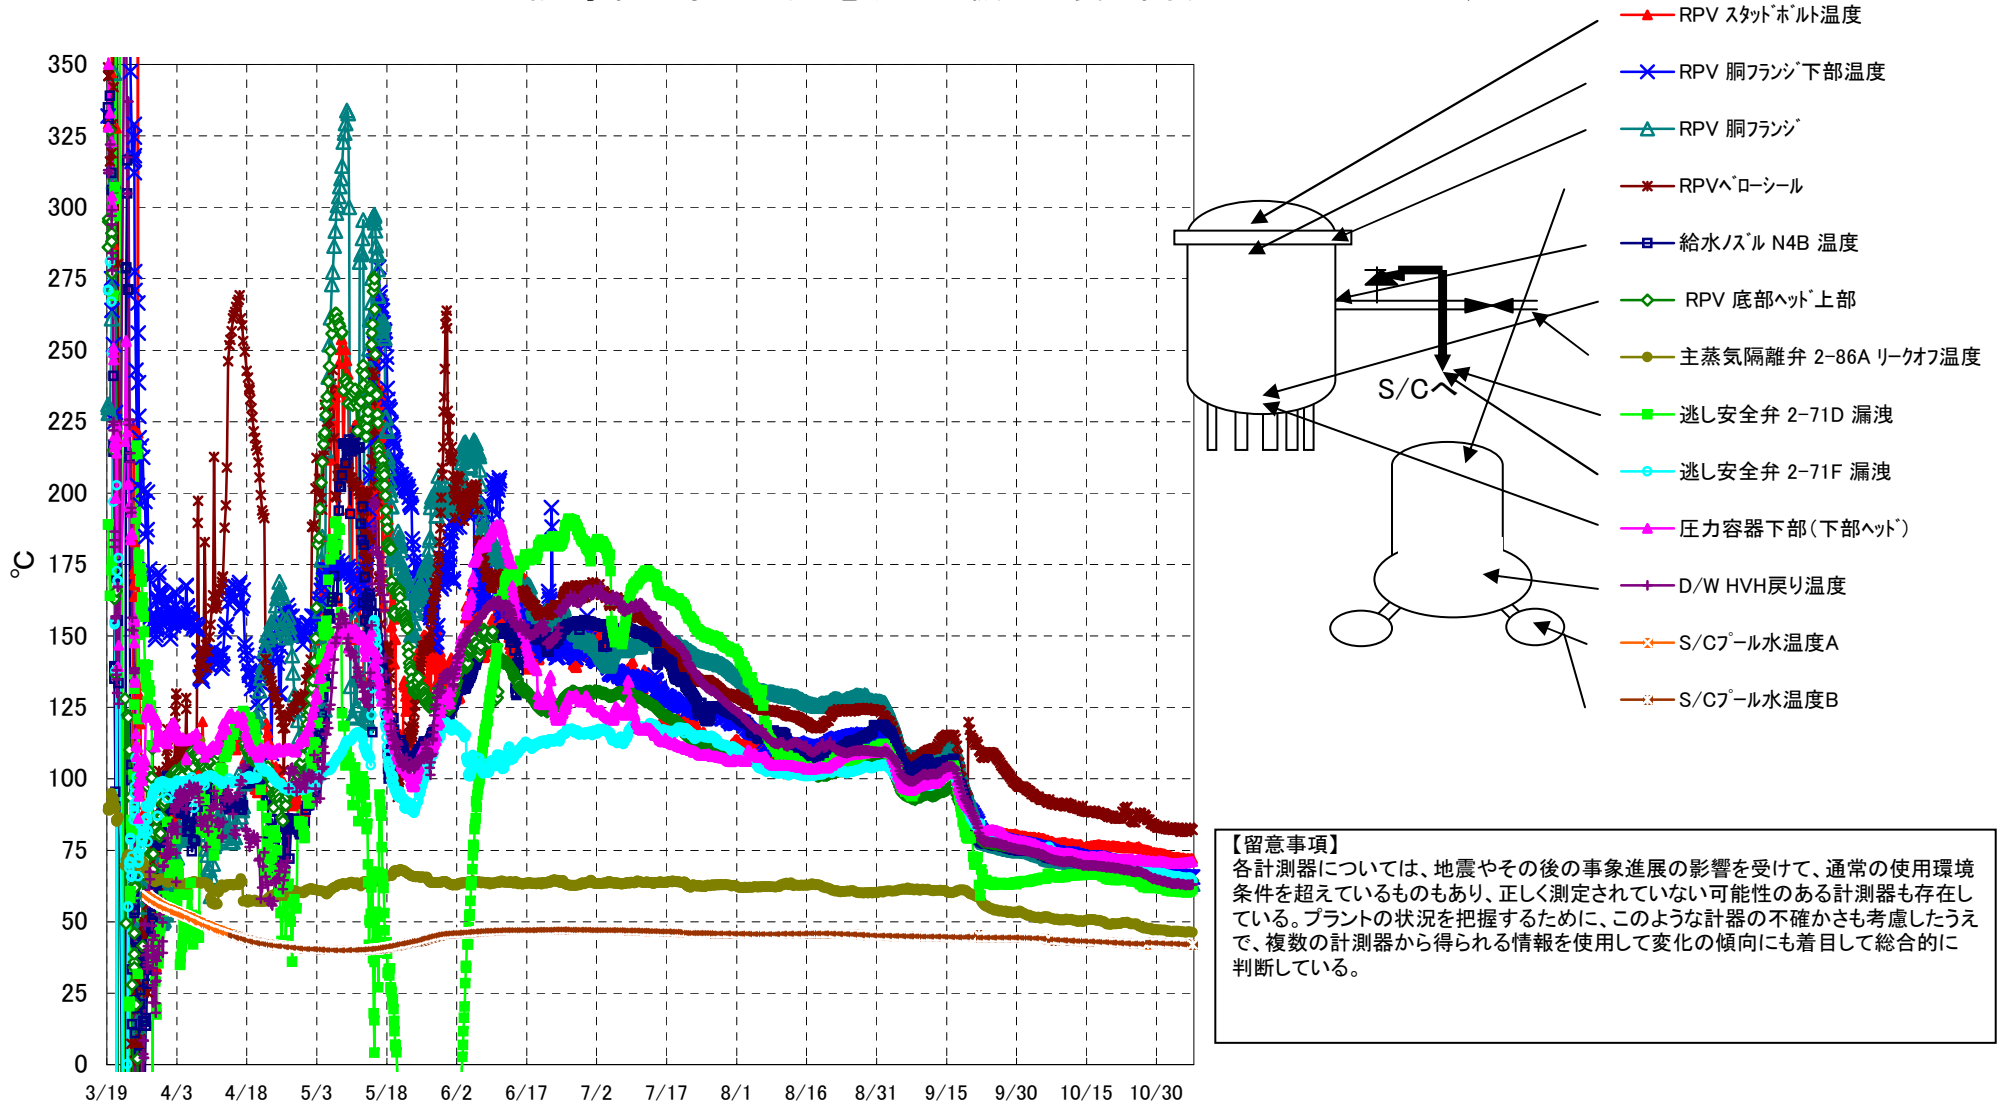 RPV スタッドボルト温度
RPV 胴フランジ下部温度
RPV 胴フランジ
RPVベローシール
給水ノズル N4B 温度
RPV 底部ヘッド上部
主蒸気隔離弁 2-86A リークオフ温度
逃し安全弁 2-71D 漏洩
逃し安全弁 2-71F 漏洩
圧力容器下部(下部ヘッド)
D/W HVH戻り温度
S/Cプール水温度A
S/Cプール水温度B
S/Cへ
℃
350
325
300
275
250
225
200
175
150
125
100
75
50
25
0
3/19 4/3 4/18 5/3 5/18 6/2 6/17 7/2 7/17 8/1 8/16 8/31 9/15 9/30 10/15 10/30
【留意事項】
各計測器については、地震やその後の事象進展の影響を受けて、通常の使用環境
条件を超えているものもあり、正しく測定されていない可能性のある計測器も存在し
ている。プラントの状況を把握するために、このような計器の不確かさも考慮したうえ
で、複数の計測器から得られる情報を使用して変化の傾向にも着目して総合的に
判断している。